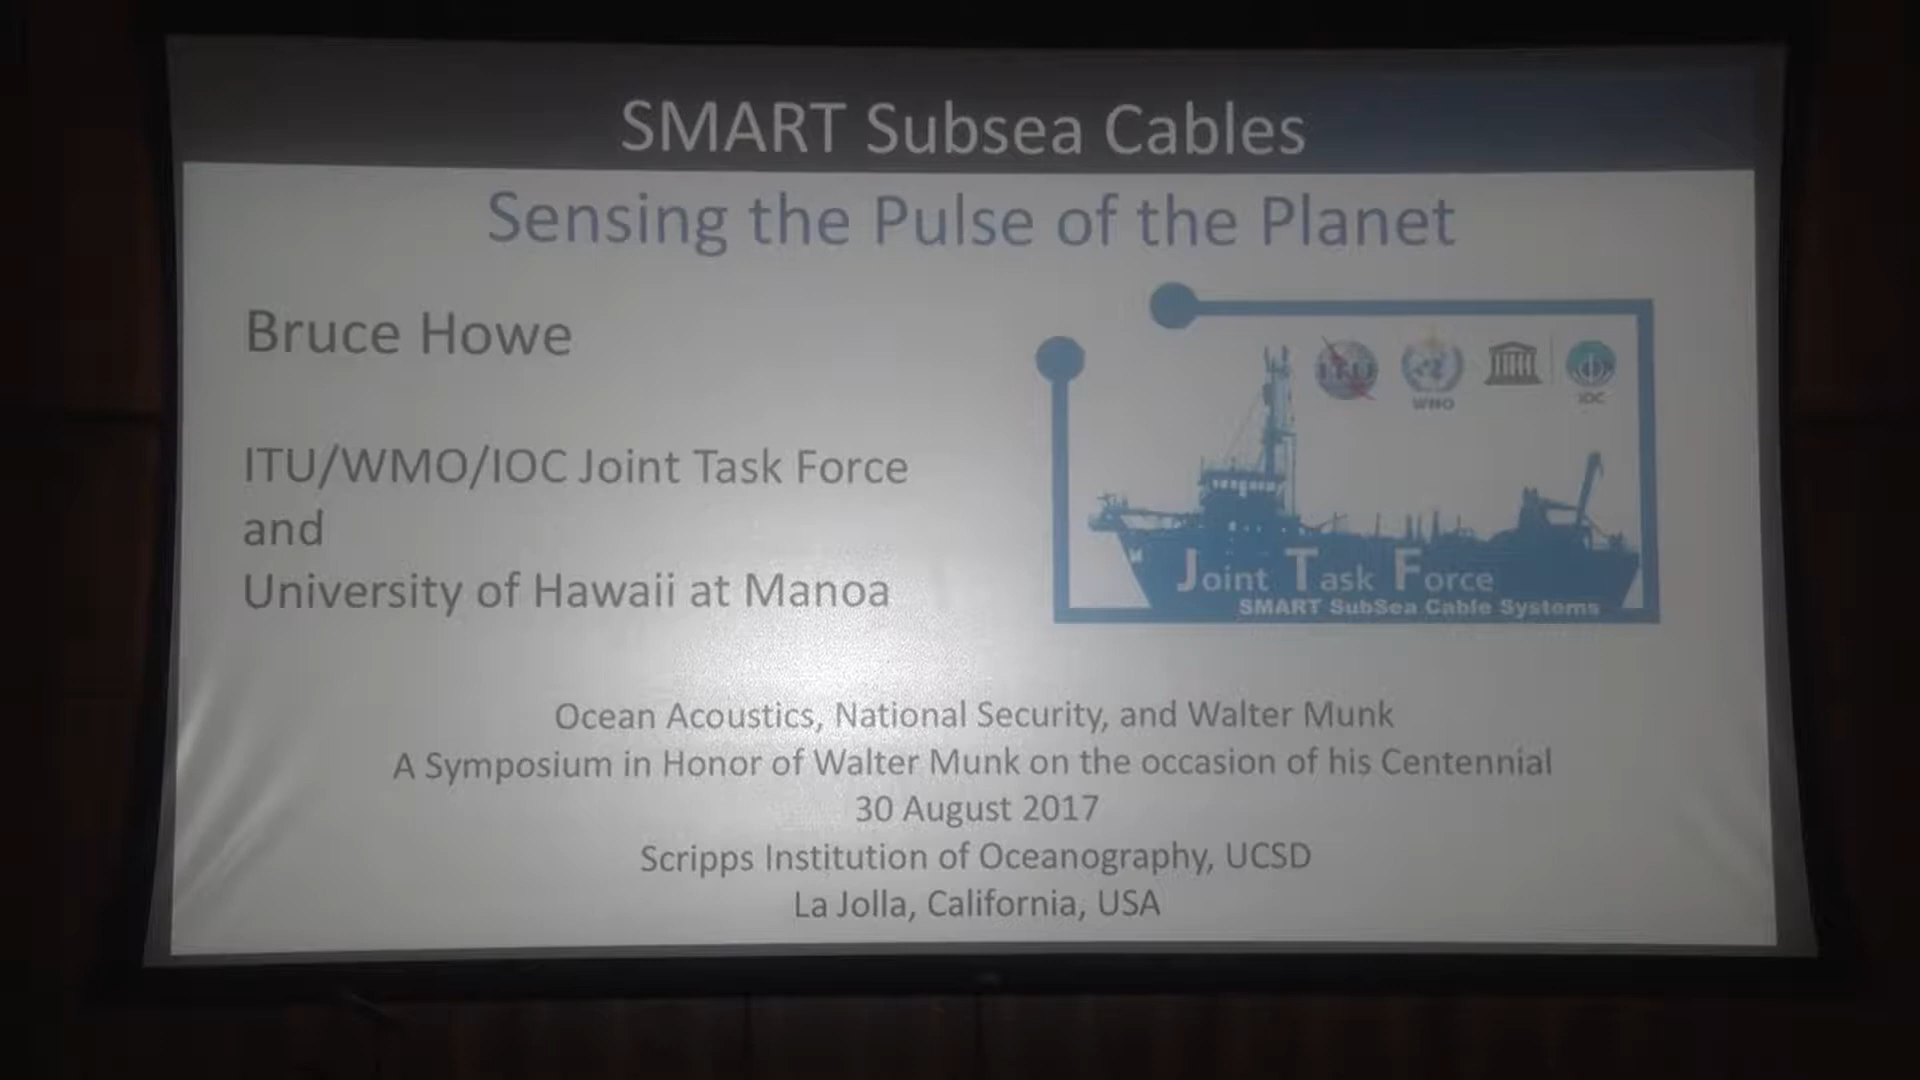 SMART Subsea Cables
Sensing the Pulse of the Planet
Bruce Howe
ITU/WMO/IOC Joint Task Force
and
University of Hawaii at Manoa
ITU
WMO
IOC
Joint Task Force
SMART SubSea Cable Systems
Ocean Acoustics, National Security, and Walter Munk
A Symposium in Honor of Walter Munk on the occasion of his Centennial
30 August 2017
Scripps Institution of Oceanography, UCSD
La Jolla, California, USA